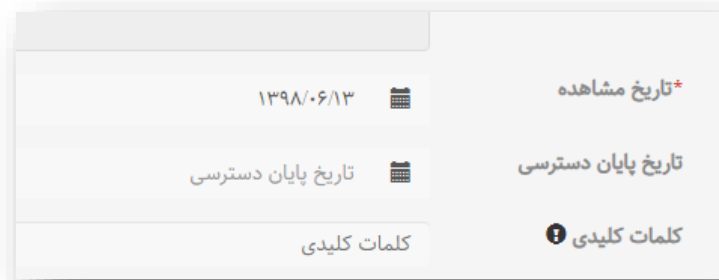 *تاریخ مشاهده
۱۳۹۸/۰۶/۱۳
تاریخ پایان دسترسی
تاریخ پایان دسترسی
کلمات کلیدی
کلمات کلیدی